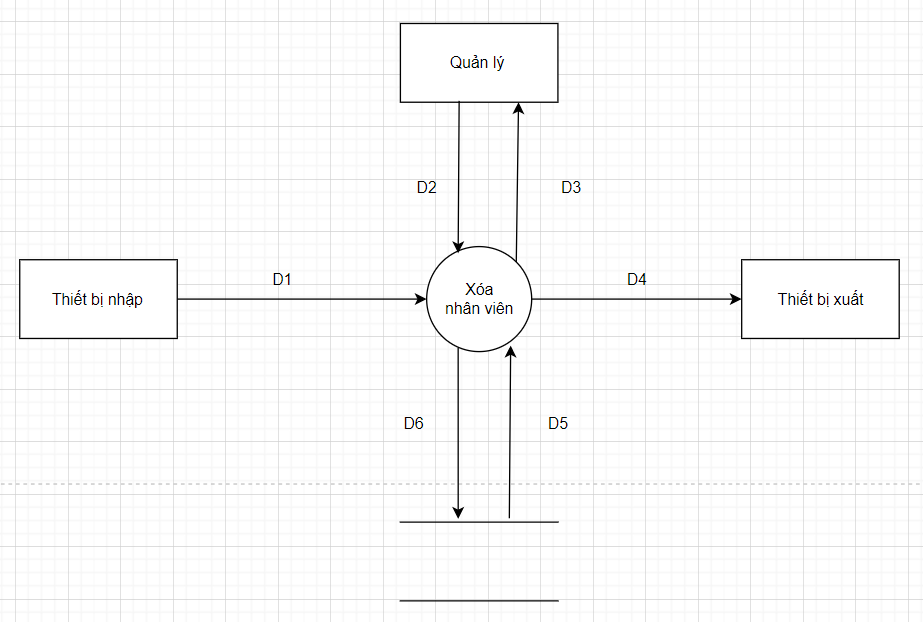 Quản lý
D2
D3
D1
D4
Thiết bị nhập
Xóa
nhân viên
Thiết bị xuất
D6
D5